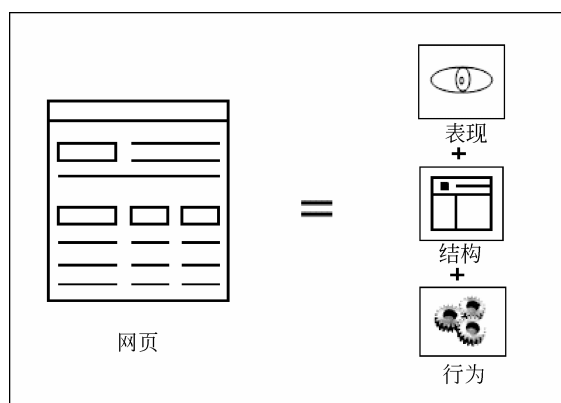 表现
+
=
结构
+
网页
行为